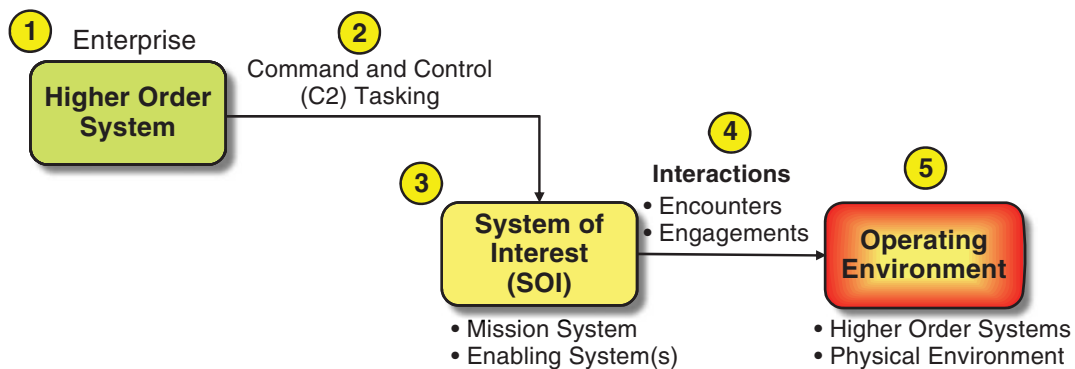 1
Enterprise
Higher Order
System
2
Command and Control
(C2) Tasking
3
System of
Interest
(SOI)
• Mission System
• Enabling System(s)
4
Interactions
• Encounters
• Engagements
5
Operating
Environment
• Higher Order Systems
• Physical Environment